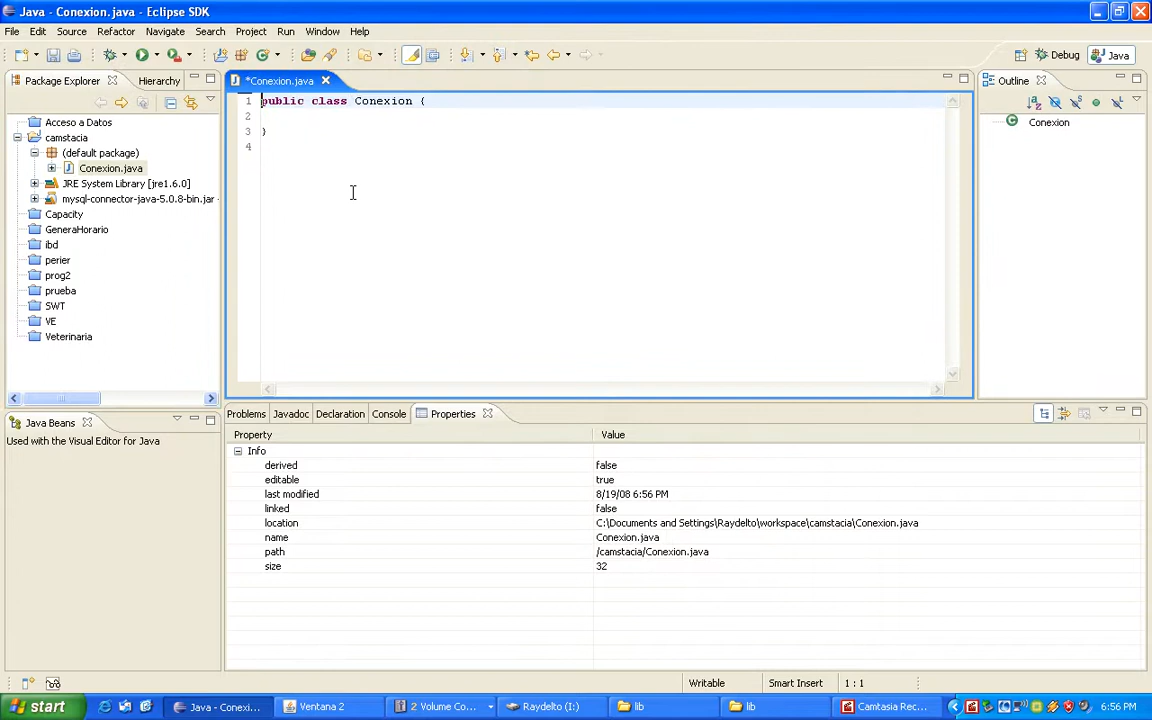 Java - Conexion.java - Eclipse SDK
File Edit Source Refactor Navigate Search Project Run Window Help
Debug Java
Package Explorer Hierarchy
*Conexion.java
Outline
1 public class Conexion {
2
3 }
4
Acceso a Datos
camstacia
(default package)
Conexion.java
JRE System Library [jre1.6.0]
mysql-connector-java-5.0.8-bin.jar -
Capacity
GeneraHorario
ibd
perier
prog2
prueba
SWT
VE
Veterinaria
Conexion
Java Beans
Used with the Visual Editor for Java
Problems Javadoc Declaration Console Properties
Property Value
Info
derived false
editable true
last modified 8/19/08 6:56 PM
linked false
location C:\Documents and Settings\Raydelto\workspace\camstacia\Conexion.java
name Conexion.java
path /camstacia/Conexion.java
size 32
Writable Smart Insert 1 : 1
start Java - Conexi... Ventana 2 2 Volume Co... Raydelto (I:) lib lib Camtasia Rec... 6:56 PM